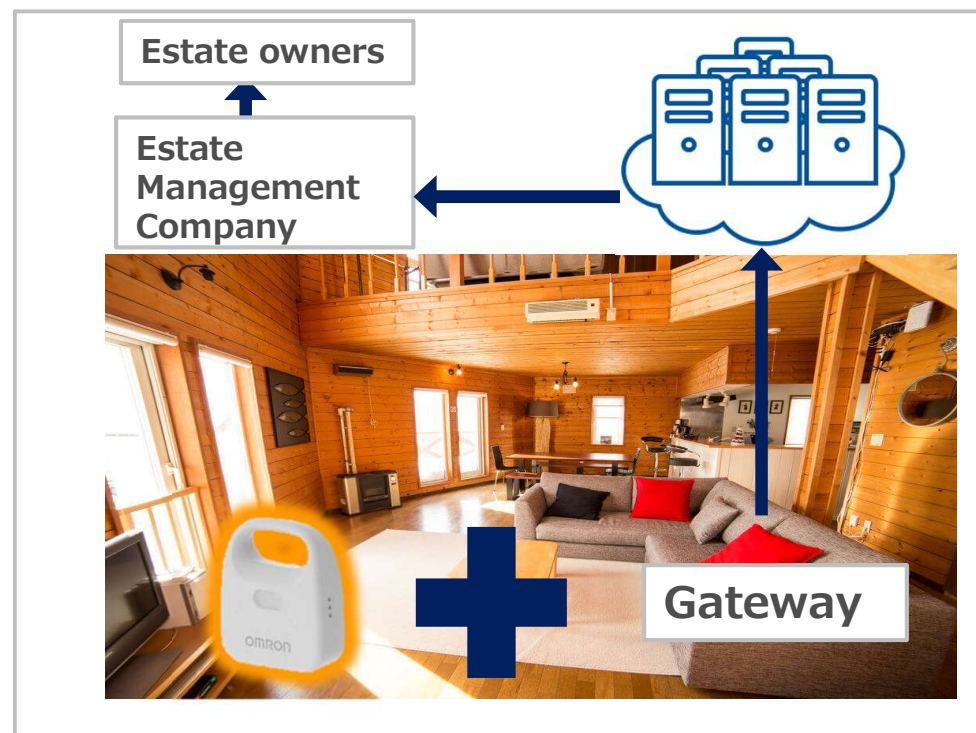 Estate owners
Estate
Management
Company
OMRON
Gateway